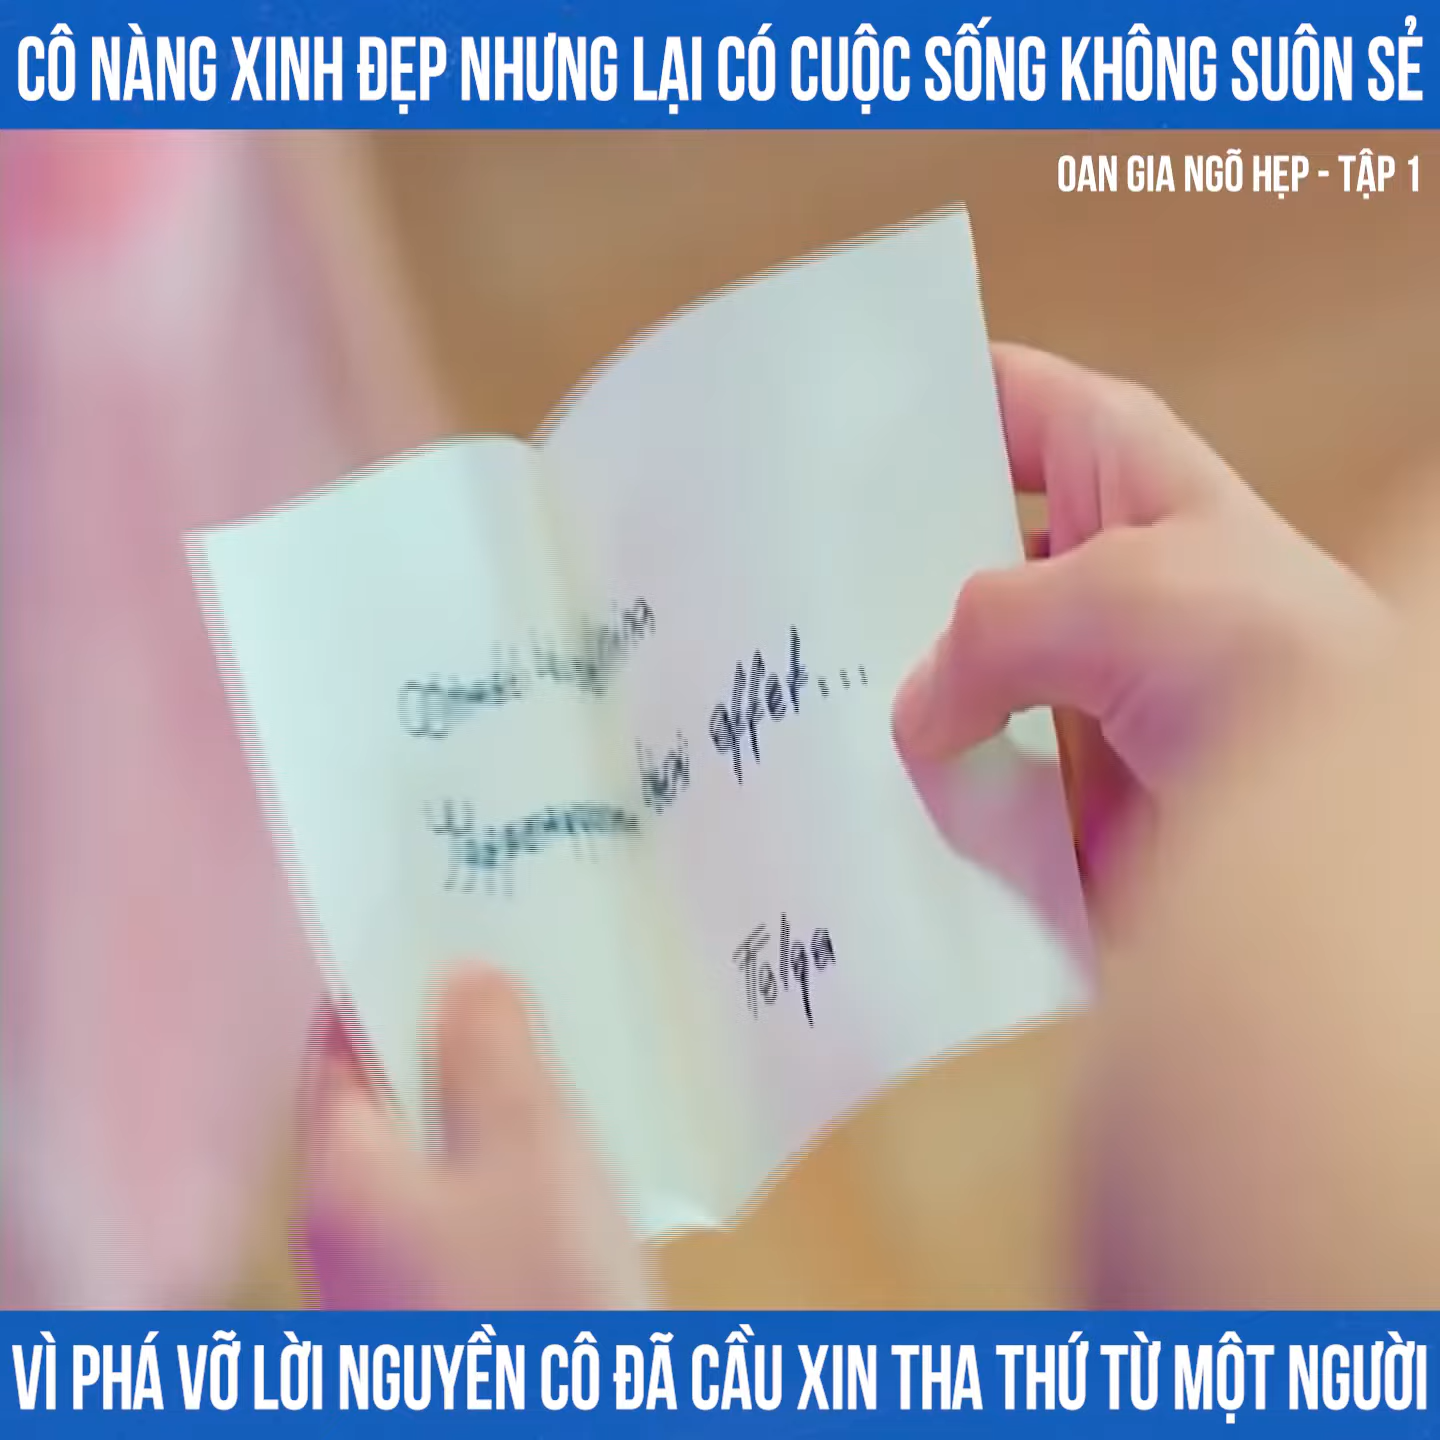 CÔ NÀNG XINH ĐẸP NHƯNG LẠI CÓ CUỘC SỐNG KHÔNG SUÔN SẺ
OAN GIA NGÕ HẸP - TẬP 1
offet...
Tolga
VÌ PHÁ VỠ LỜI NGUYỀN CÔ ĐÃ CẦU XIN THA THỨ TỪ MỘT NGƯỜI